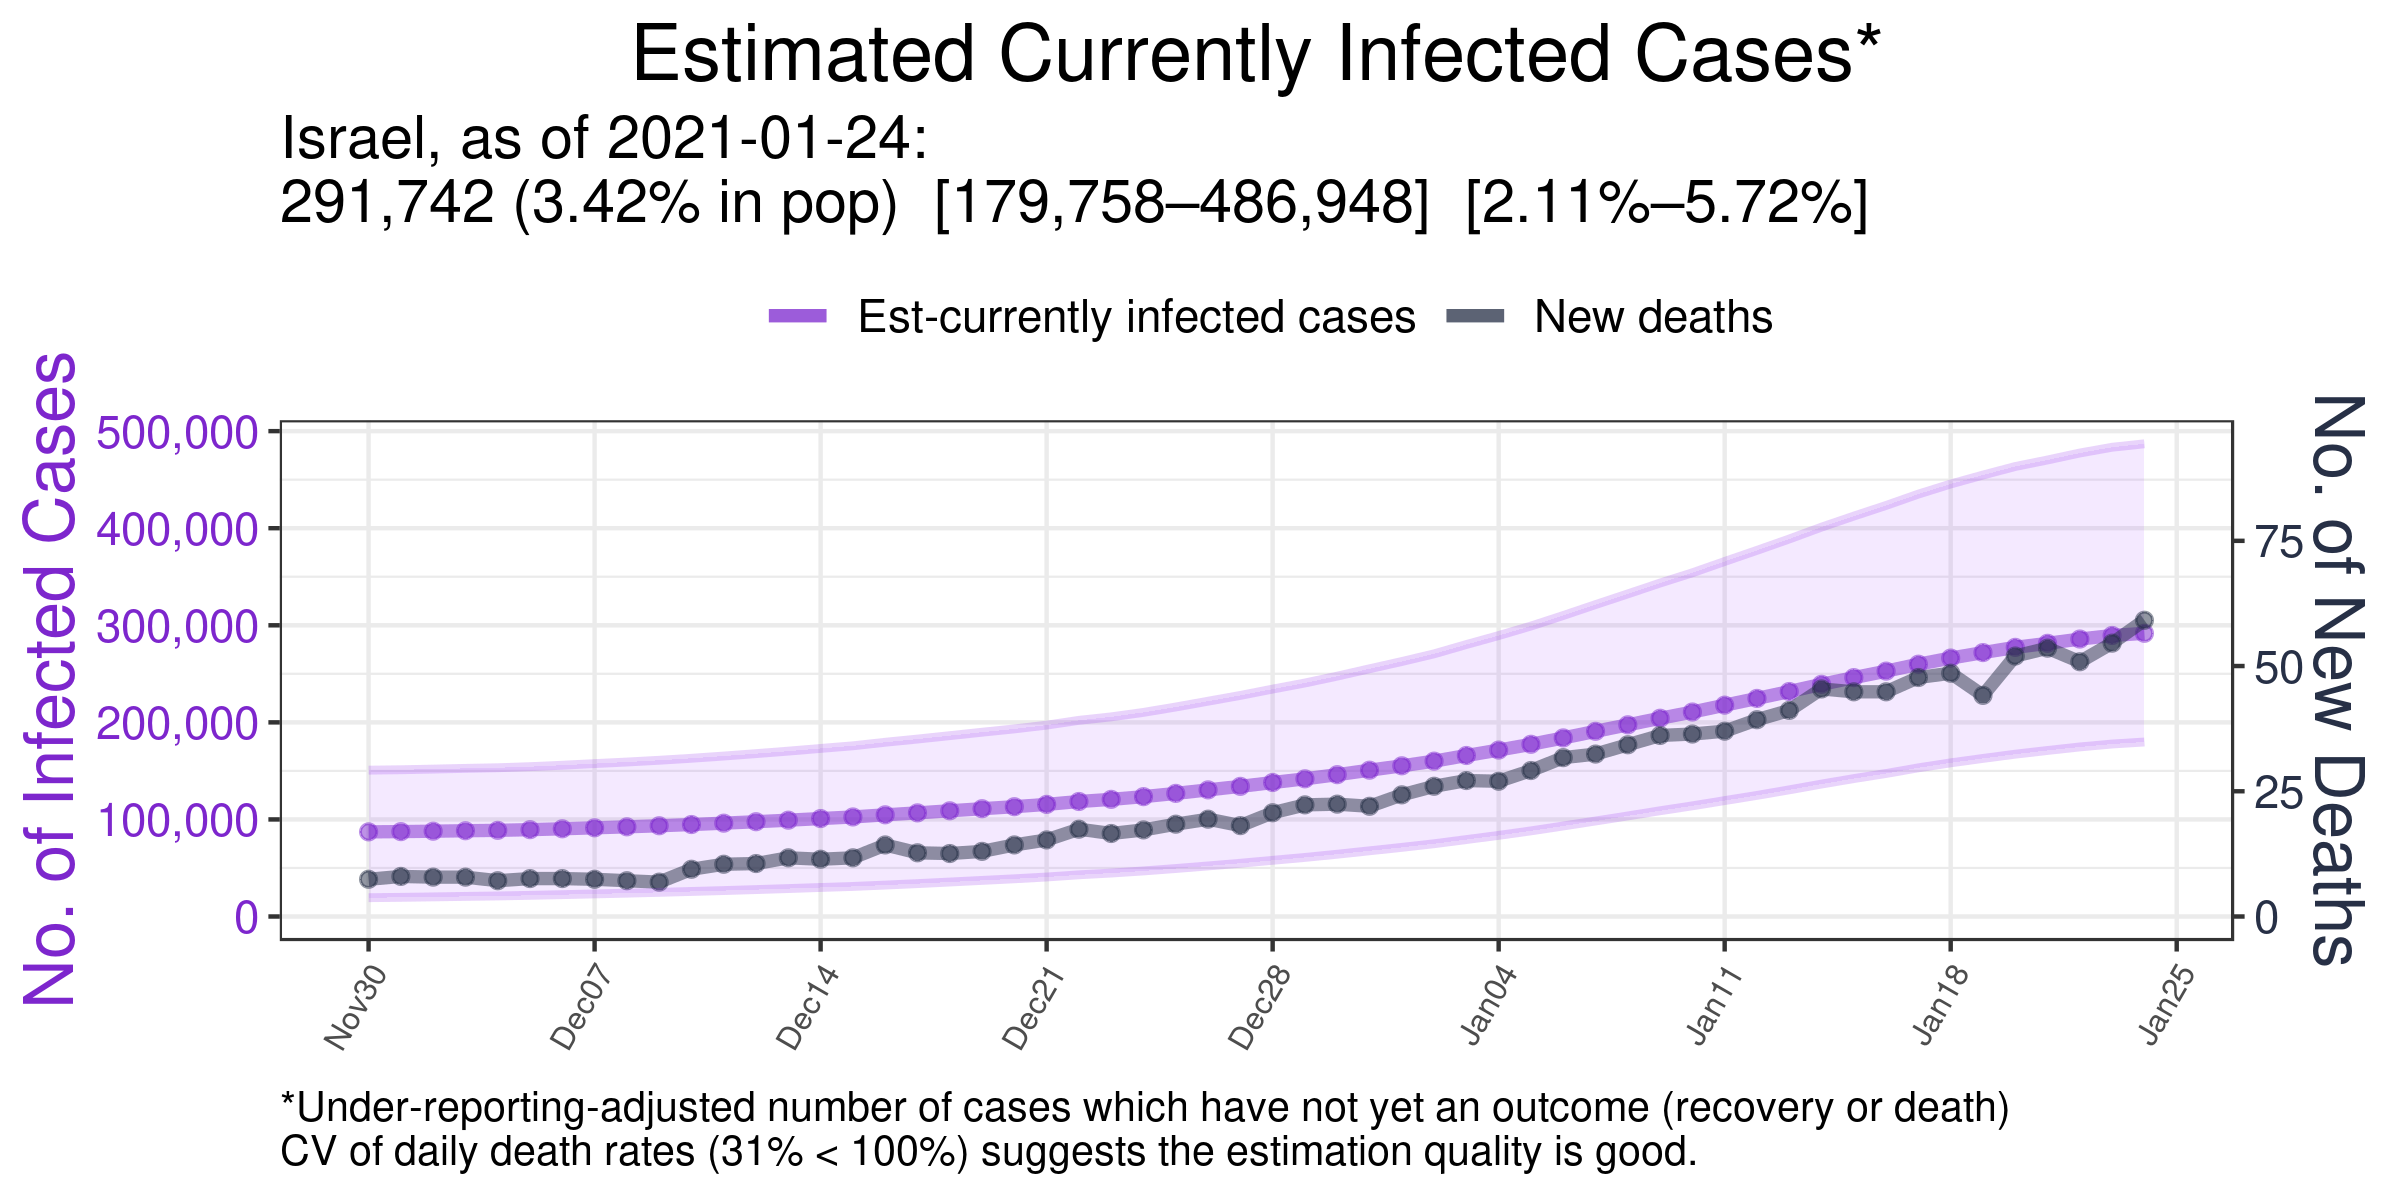 Estimated Currently Infected Cases*
Israel, as of 2021-01-24:
291,742 (3.42% in pop) [179,758–486,948] [2.11%–5.72%]
Est-currently infected cases
New deaths
No. of Infected Cases
500,000
400,000
300,000
200,000
100,000
0
75
50
25
0
No. of New Deaths
Nov30
Dec07
Dec14
Dec21
Dec28
Jan04
Jan11
Jan18
Jan25
*Under-reporting-adjusted number of cases which have not yet an outcome (recovery or death)
CV of daily death rates (31% < 100%) suggests the estimation quality is good.